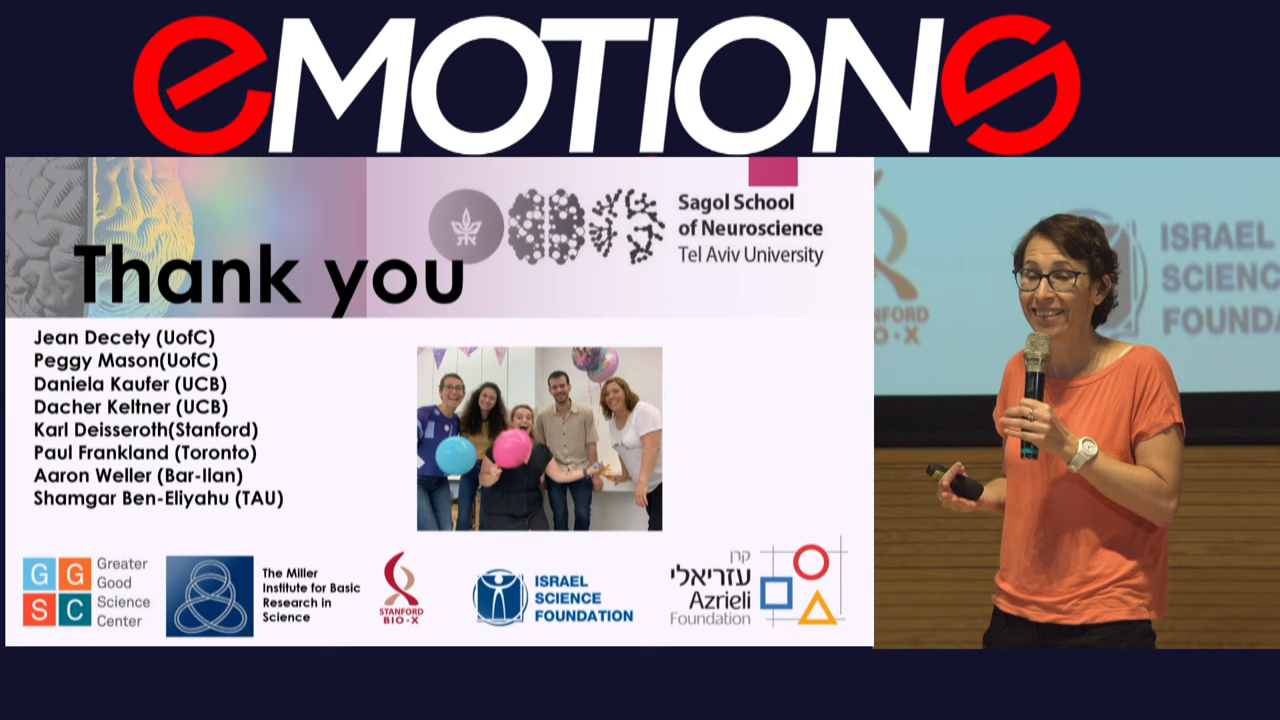 eMOTIONS
Thank you
Sagol School
of Neuroscience
Tel Aviv University
Jean Decety (UofC)
Peggy Mason(UofC)
Daniela Kaufer (UCB)
Dacher Keltner (UCB)
Karl Deisseroth(Stanford)
Paul Frankland (Toronto)
Aaron Weller (Bar-Ilan)
Shamgar Ben-Eliyahu (TAU)
G G
S C
Greater
Good
Science
Center
The Miller
Institute for Basic
Research in
Science
STANFORD
BIO-X
ISRAEL
SCIENCE
FOUNDATION
קרן
עזריאלי
Azrieli
Foundation
NFORD
O-X
ISRAEL
SCIENC
FOUNDA